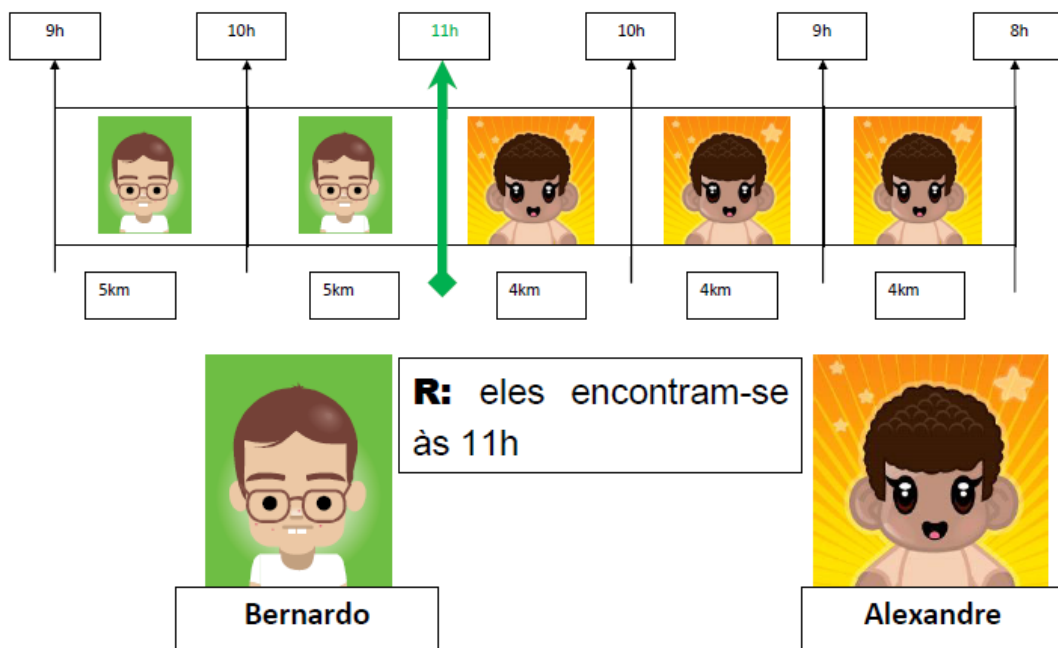 9h 10h 11h 10h 9h 8h
5km 5km 4km 4km 4km
R: eles encontram-se
às 11h
Bernardo Alexandre